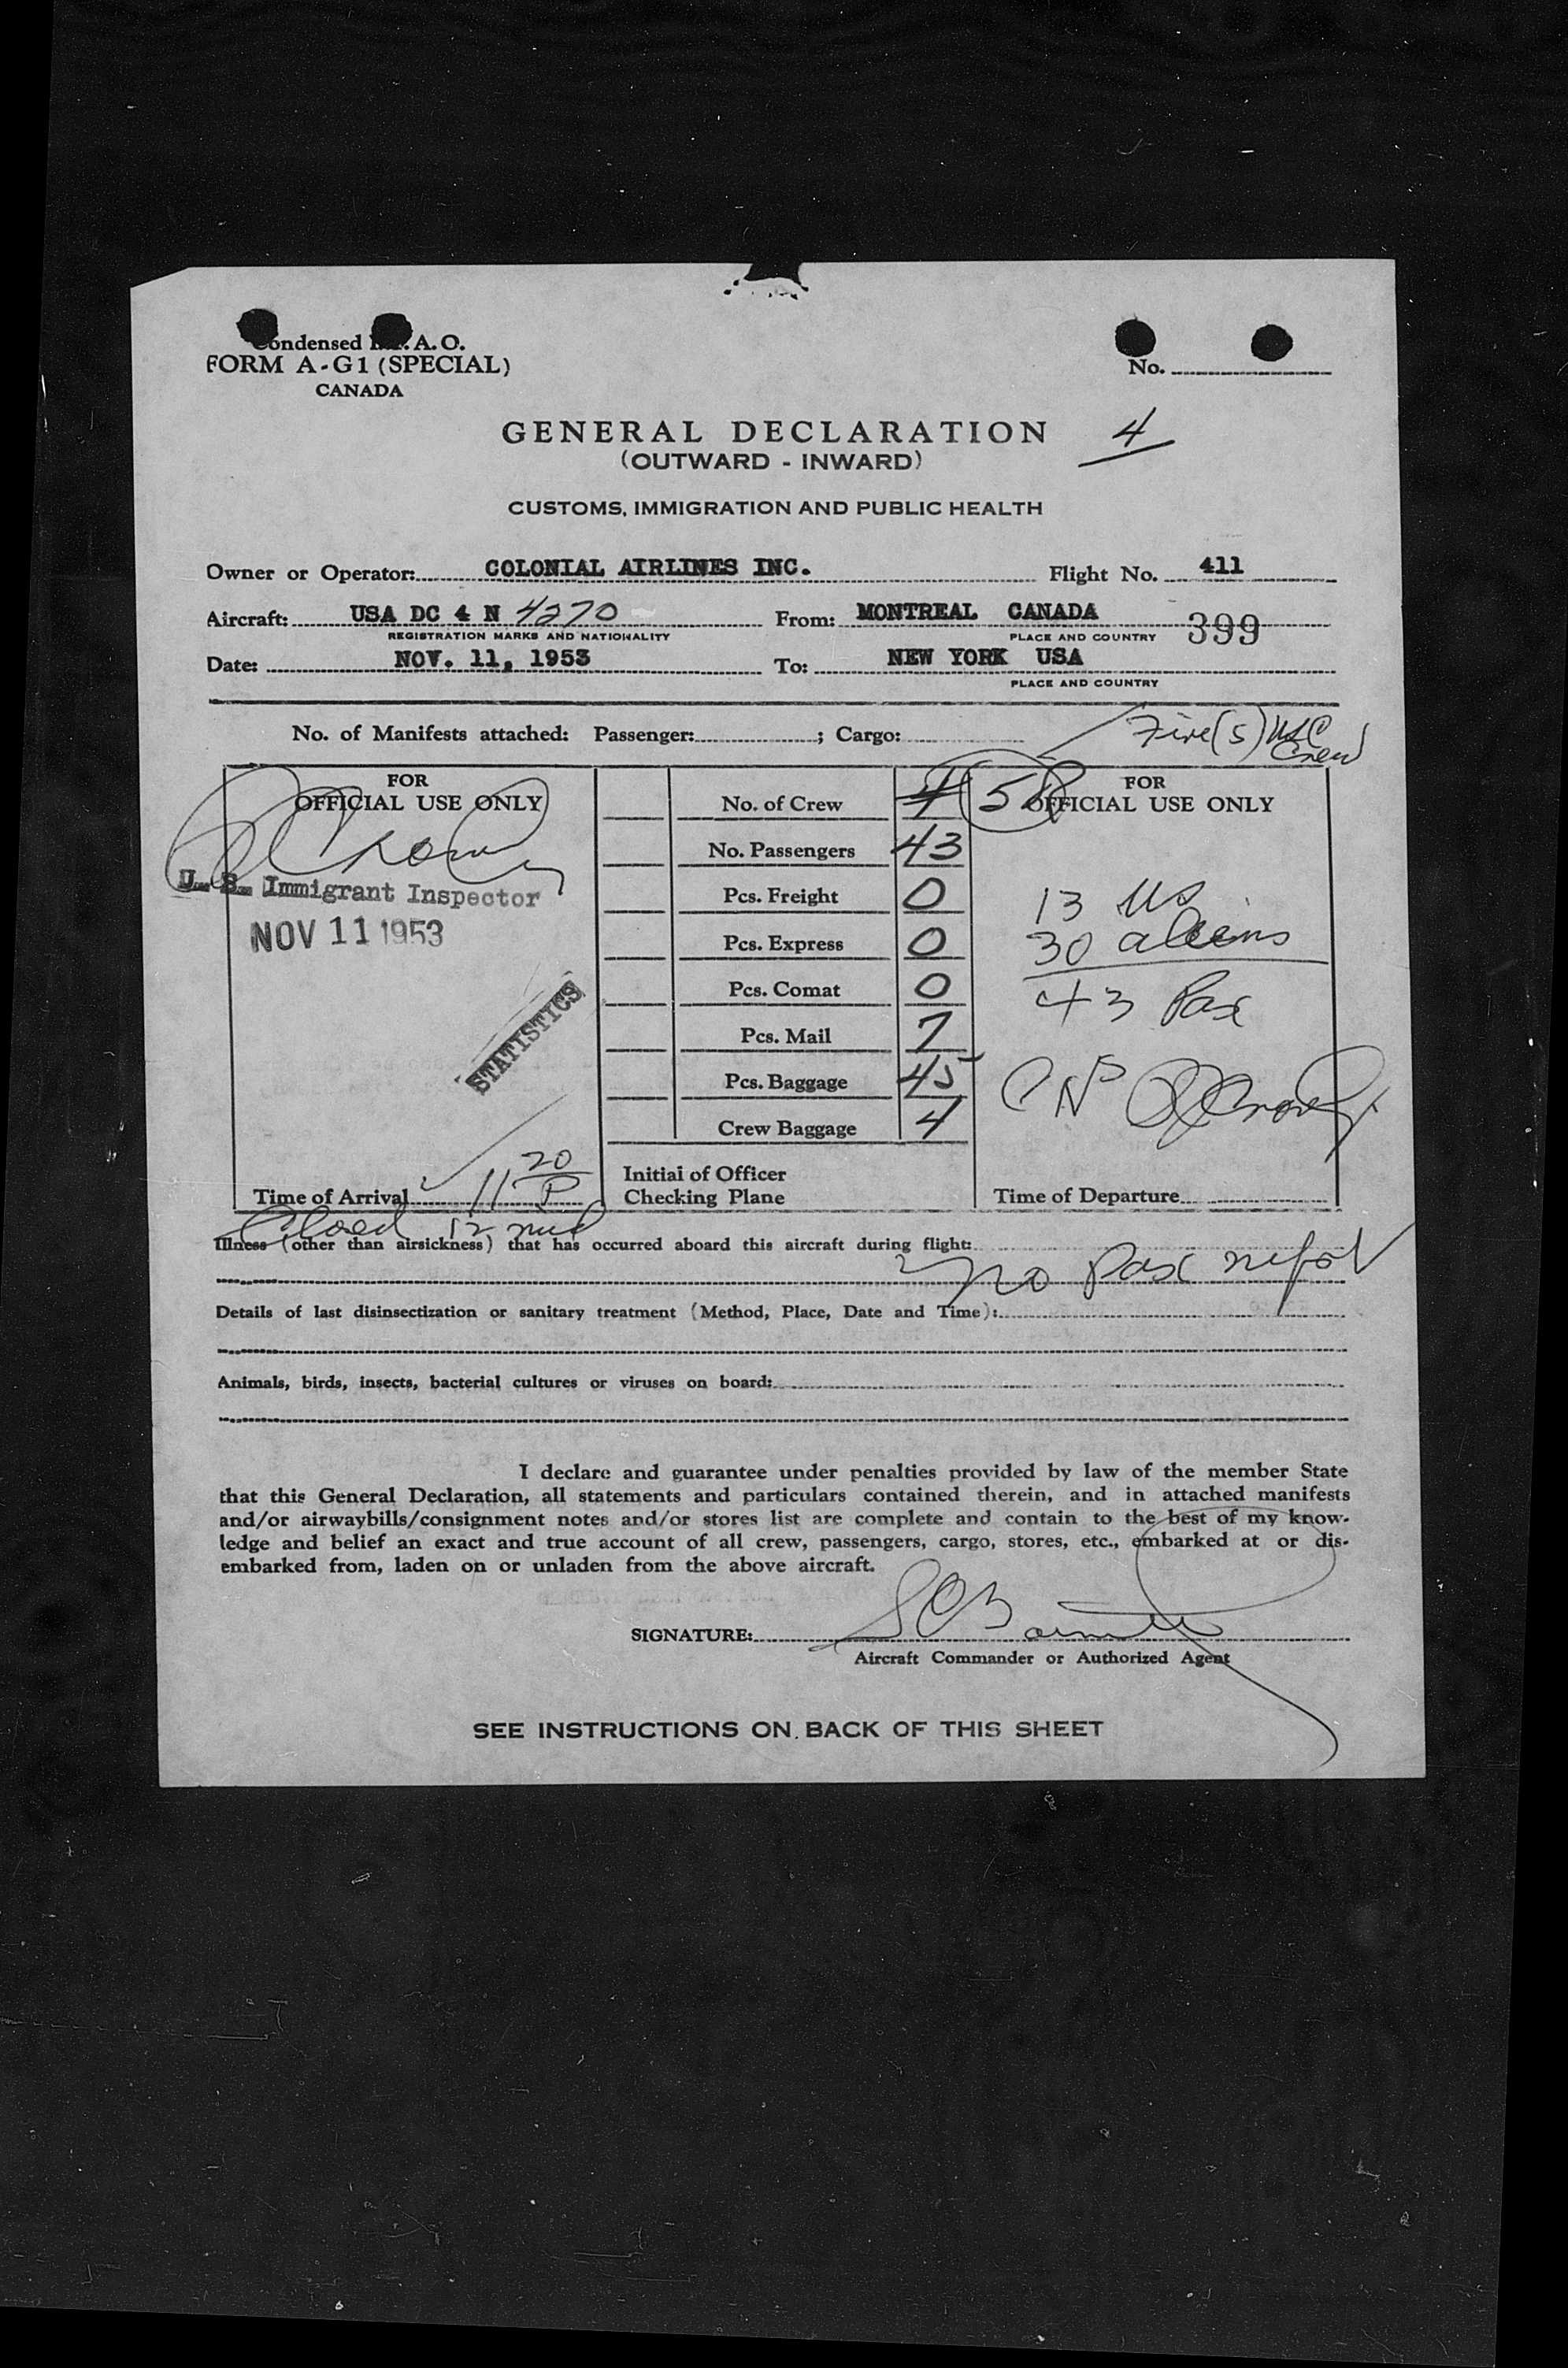 Condensed I.C.A.O.
FORM A-G1 (SPECIAL)
CANADA
No.
GENERAL DECLARATION
4
(OUTWARD - INWARD)
CUSTOMS, IMMIGRATION AND PUBLIC HEALTH
Owner or Operator: COLONIAL AIRLINES INC. Flight No. 411
Aircraft: USA DC 4 N 4270 From: MONTREAL CANADA 399
REGISTRATION MARKS AND NATIONALITY PLACE AND COUNTRY
Date: NOV. 11, 1953 To: NEW YORK USA
PLACE AND COUNTRY
No. of Manifests attached: Passenger: ; Cargo: Five (5) USC
Crew
FOR
OFFICIAL USE ONLY
U. S. Immigrant Inspector
NOV 11 1953
STATISTICS
Time of Arrival 11 20 P
Closed 12 mid
No. of Crew 4 5
No. Passengers 43
Pcs. Freight 0
Pcs. Express 0
Pcs. Comat 0
Pcs. Mail 7
Pcs. Baggage 45
Crew Baggage 4
Initial of Officer
Checking Plane
FOR
OFFICIAL USE ONLY
13 US
30 aliens
43 Pax
Time of Departure
Illness (other than airsickness) that has occurred aboard this aircraft during flight:
no Pax
Details of last disinsectization or sanitary treatment (Method, Place, Date and Time):
Animals, birds, insects, bacterial cultures or viruses on board:
I declare and guarantee under penalties provided by law of the member State
that this General Declaration, all statements and particulars contained therein, and in attached manifests
and/or airwaybills/consignment notes and/or stores list are complete and contain to the best of my know-
ledge and belief an exact and true account of all crew, passengers, cargo, stores, etc., embarked at or dis-
embarked from, laden on or unladen from the above aircraft.
SIGNATURE:
Aircraft Commander or Authorized Agent
SEE INSTRUCTIONS ON BACK OF THIS SHEET